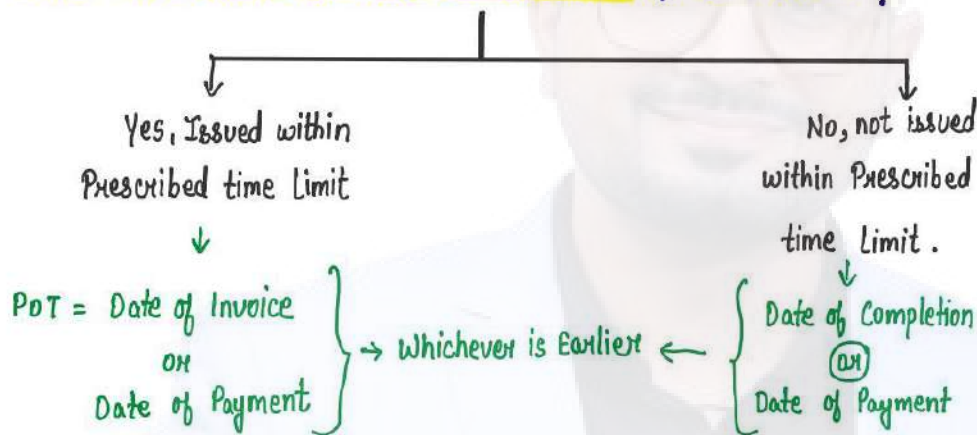 Yes, Issued within
Prescribed time Limit
No, not issued
within Prescribed
time Limit.
POT = Date of Invoice
OR
Date of Payment
→ Whichever is Earlier ←
Date of Completion
OR
Date of Payment